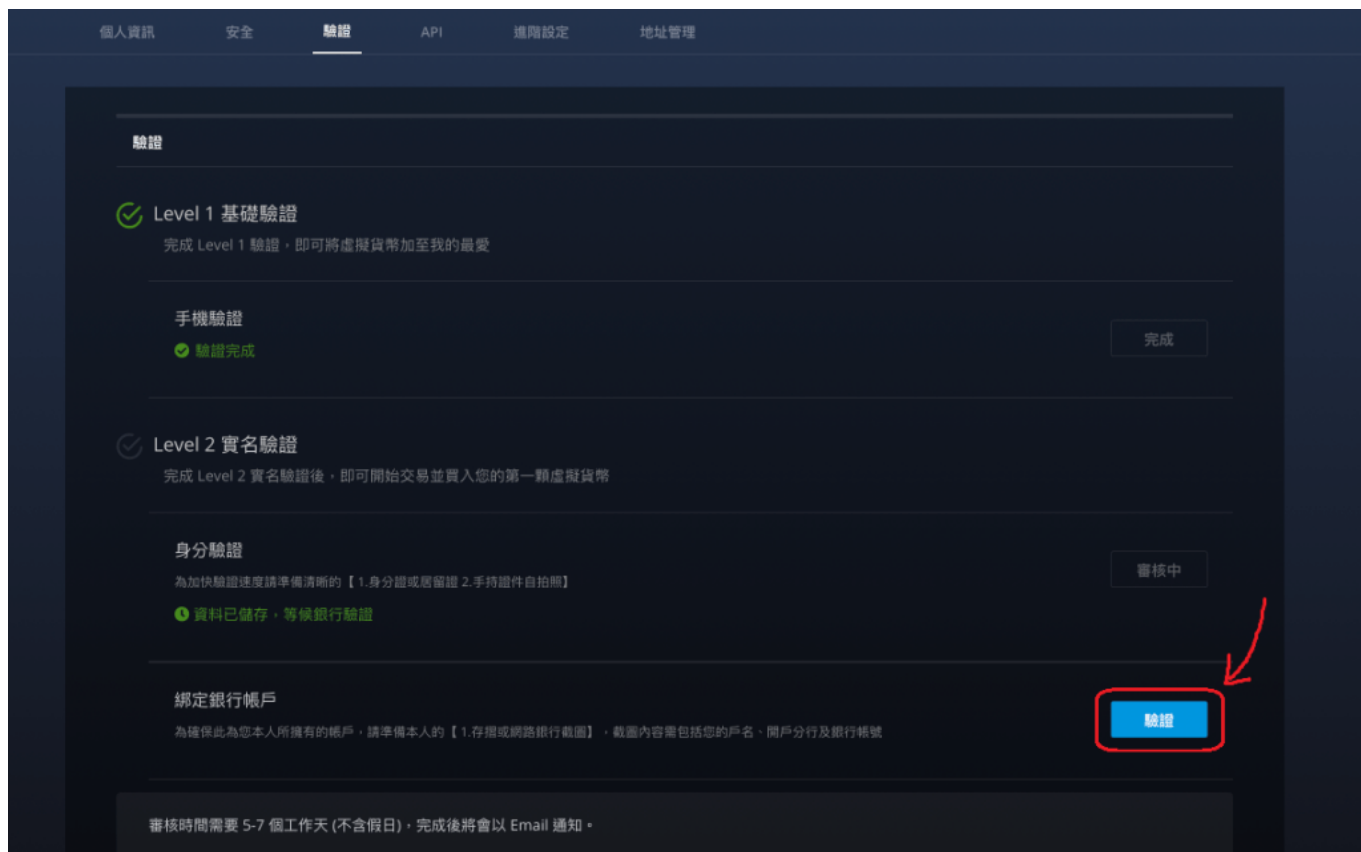 個人資訊 安全 驗證 API 進階設定 地址管理
驗證
Level 1 基礎驗證
完成 Level 1 驗證，即可將虛擬貨幣加至我的最愛
手機驗證
驗證完成
完成
Level 2 實名驗證
完成 Level 2 實名驗證後，即可開始交易並買入您的第一顆虛擬貨幣
身分驗證
為加快驗證速度請準備清晰的【 1.身分證或居留證 2.手持證件自拍照】
審核中
資料已儲存，等候銀行驗證
綁定銀行帳戶
為確保此為您本人所擁有的帳戶，請準備本人的【 1.存摺或網路銀行截圖】，截圖內容需包括您的戶名、開戶分行及銀行帳號
驗證
審核時間需要 5-7 個工作天 (不含假日)，完成後將會以 Email 通知。